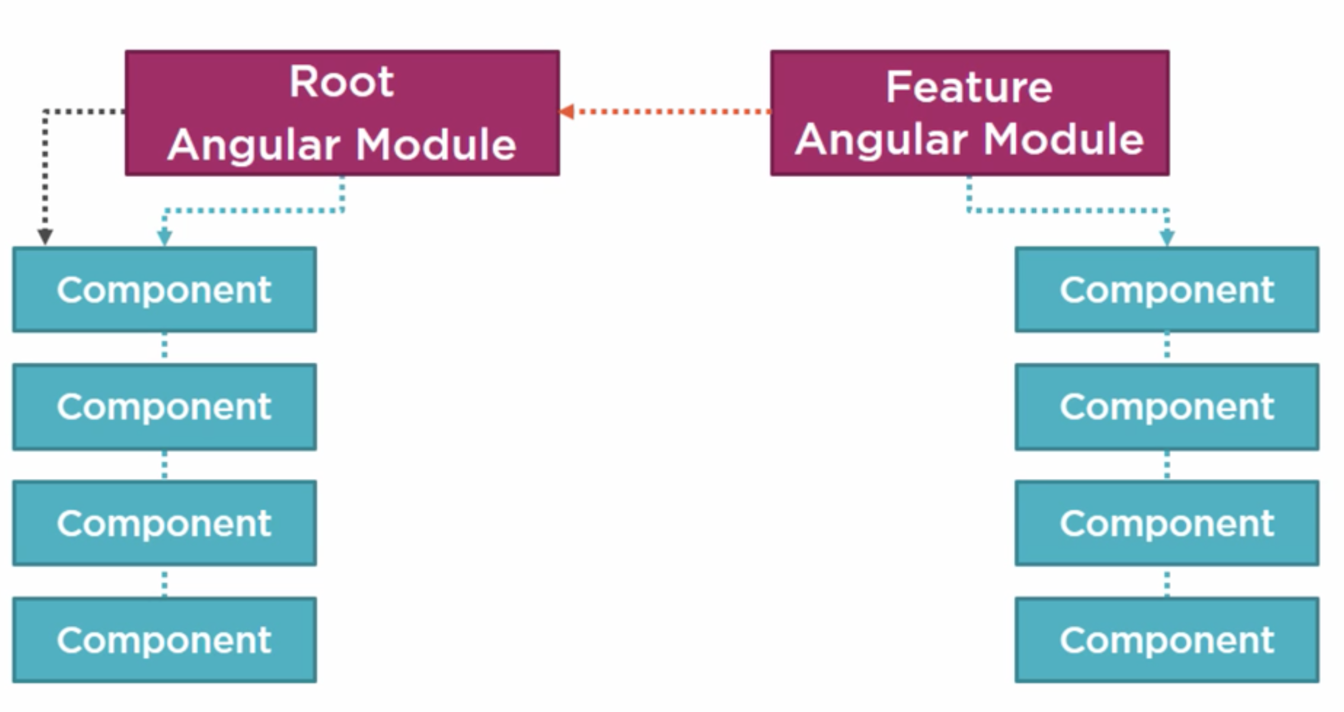 Root
Angular Module
Feature
Angular Module
Component
Component
Component
Component
Component
Component
Component
Component